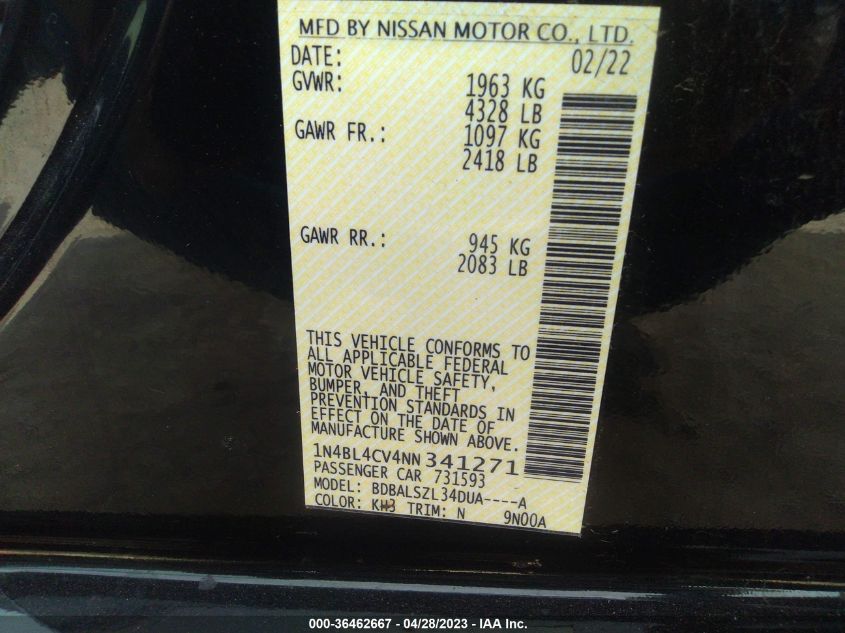 MFD BY NISSAN MOTOR CO., LTD.
DATE: 02/22
GVWR: 1963 KG
4328 LB
GAWR FR.: 1097 KG
2418 LB
GAWR RR.: 945 KG
2083 LB
THIS VEHICLE CONFORMS TO
ALL APPLICABLE FEDERAL
MOTOR VEHICLE SAFETY,
BUMPER, AND THEFT
PREVENTION STANDARDS IN
EFFECT ON THE DATE OF
MANUFACTURE SHOWN ABOVE.
1N4BL4CV4NN341271
PASSENGER CAR 731593
MODEL: BDBALSZL34DUA----A
COLOR: KH3 TRIM: N 9N00A
000-36462667 - 04/28/2023 - IAA Inc.